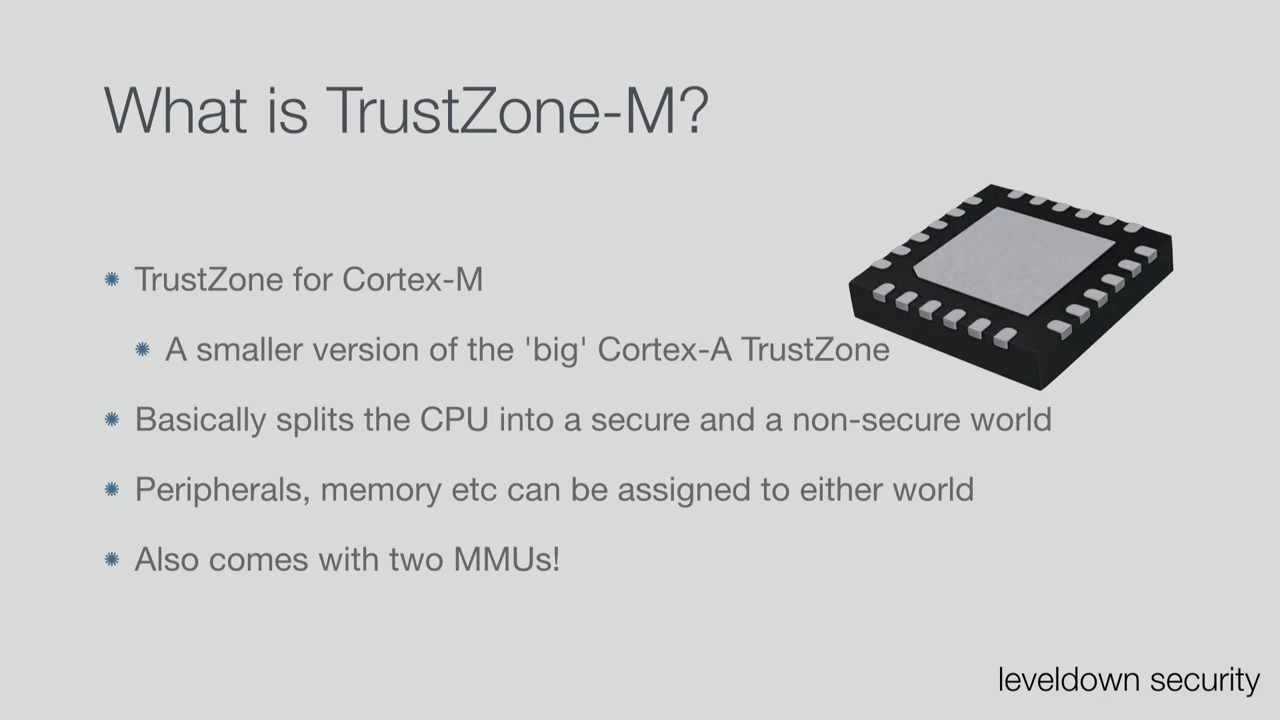 What is TrustZone-M?
TrustZone for Cortex-M
A smaller version of the 'big' Cortex-A TrustZone
Basically splits the CPU into a secure and a non-secure world
Peripherals, memory etc can be assigned to either world
Also comes with two MMUs!
leveldown security